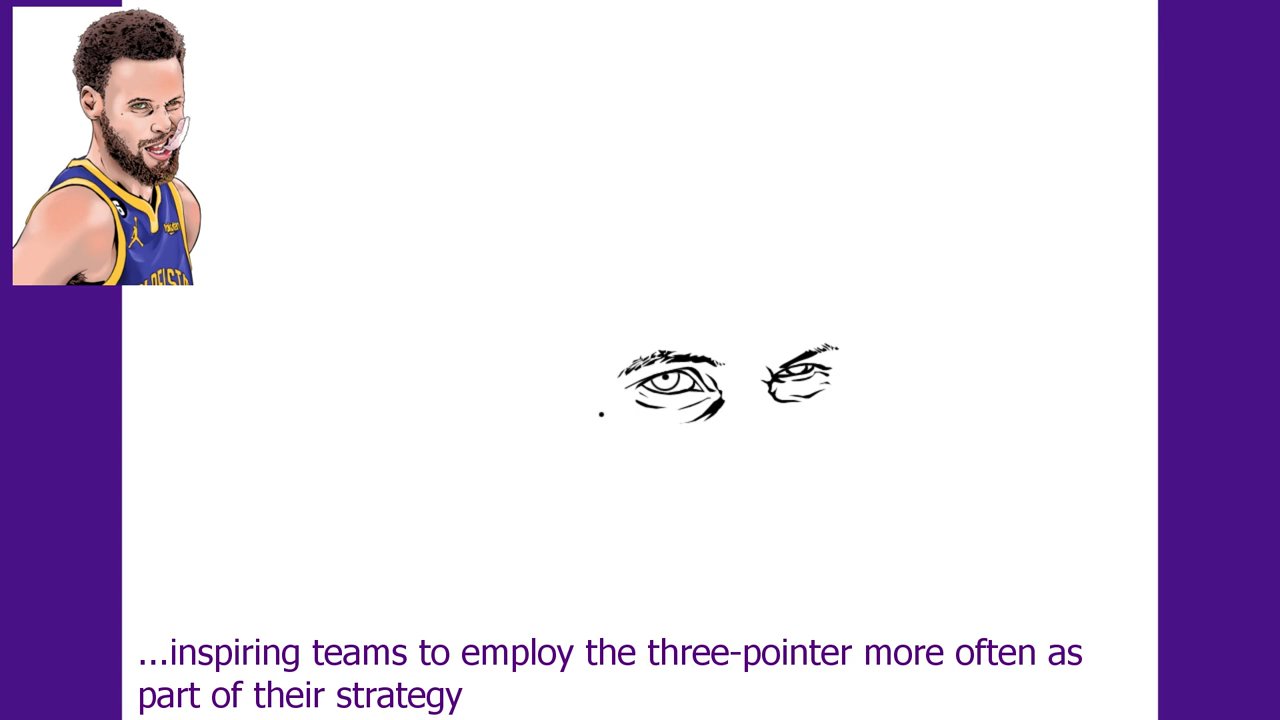 ...inspiring teams to employ the three-pointer more often as
part of their strategy